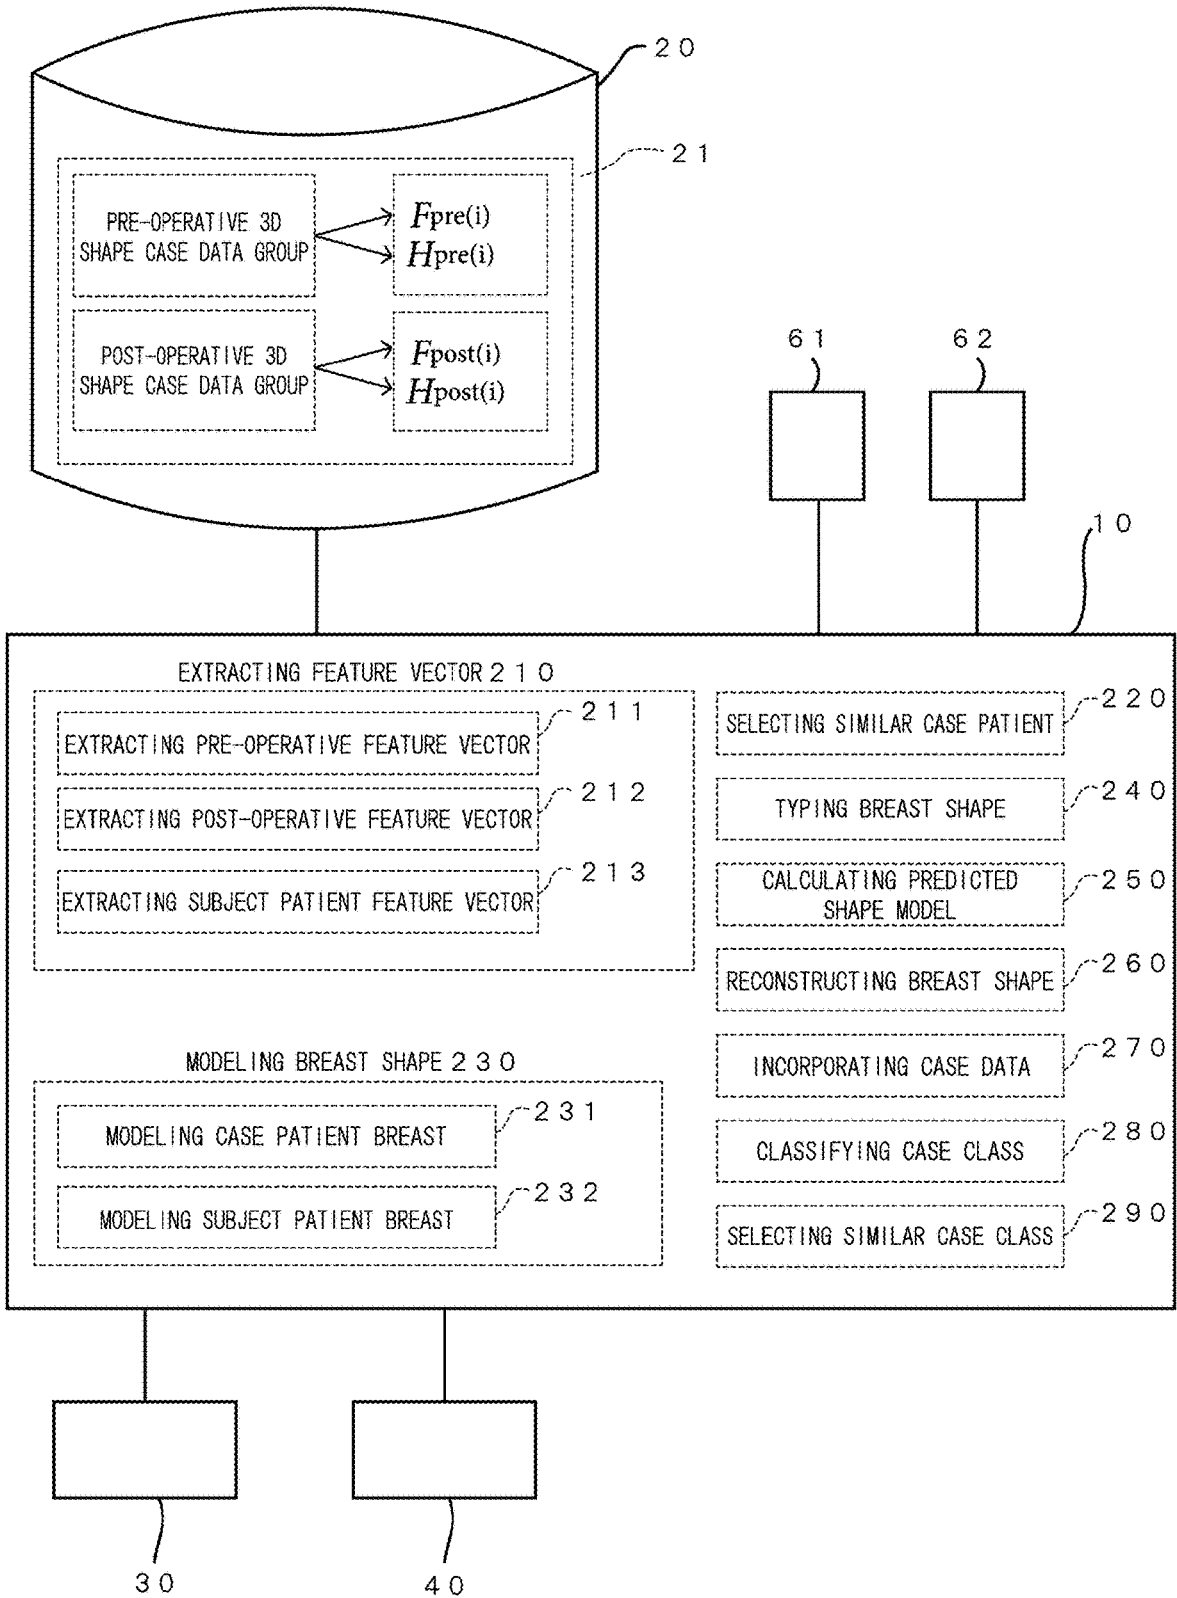 20
21
PRE-OPERATIVE 3D
SHAPE CASE DATA GROUP
Fpre(i)
Hpre(i)
POST-OPERATIVE 3D
SHAPE CASE DATA GROUP
Fpost(i)
Hpost(i)
61
62
10
EXTRACTING FEATURE VECTOR 210
EXTRACTING PRE-OPERATIVE FEATURE VECTOR
211
EXTRACTING POST-OPERATIVE FEATURE VECTOR
212
EXTRACTING SUBJECT PATIENT FEATURE VECTOR
213
MODELING BREAST SHAPE 230
MODELING CASE PATIENT BREAST
231
MODELING SUBJECT PATIENT BREAST
232
SELECTING SIMILAR CASE PATIENT
220
TYPING BREAST SHAPE
240
CALCULATING PREDICTED
SHAPE MODEL
250
RECONSTRUCTING BREAST SHAPE
260
INCORPORATING CASE DATA
270
CLASSIFYING CASE CLASS
280
SELECTING SIMILAR CASE CLASS
290
30
40